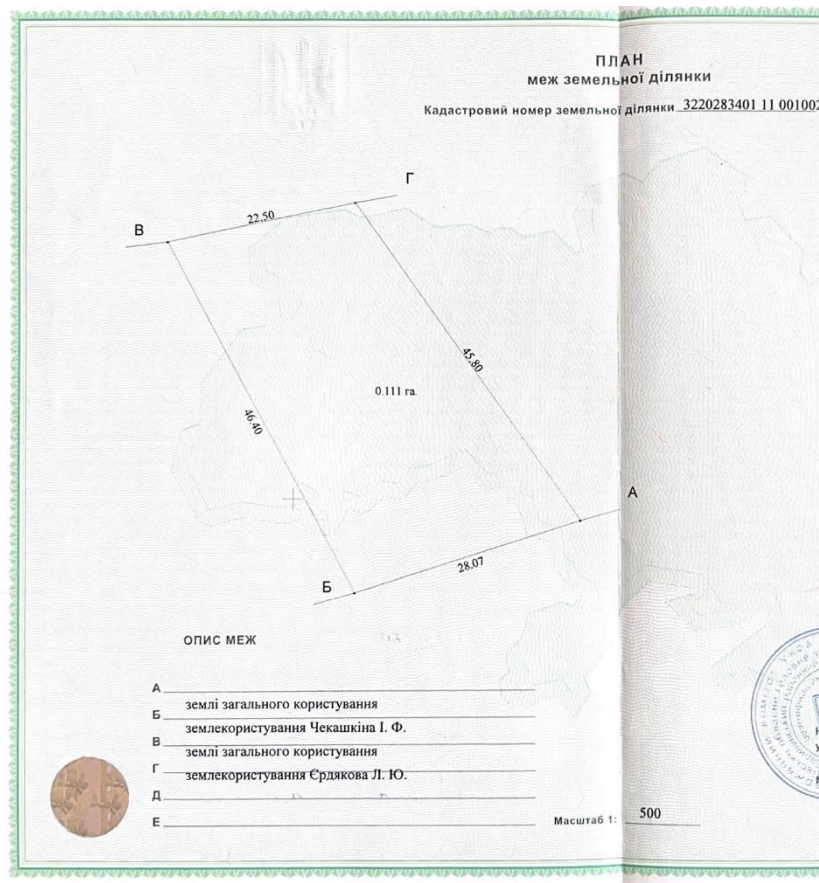 ПЛАН
меж земельної ділянки
Кадастровий номер земельної ділянки 3220283401 11 001002
Г
22.50
В
45.80
0.111 га.
46.40
А
28.07
Б
ОПИС МЕЖ
А
землі загального користування
Б
землекористування Чекашкіна І. Ф.
В
землі загального користування
Г
землекористування Єрдякова Л. Ю.
Д
Е
Масштаб 1: 500